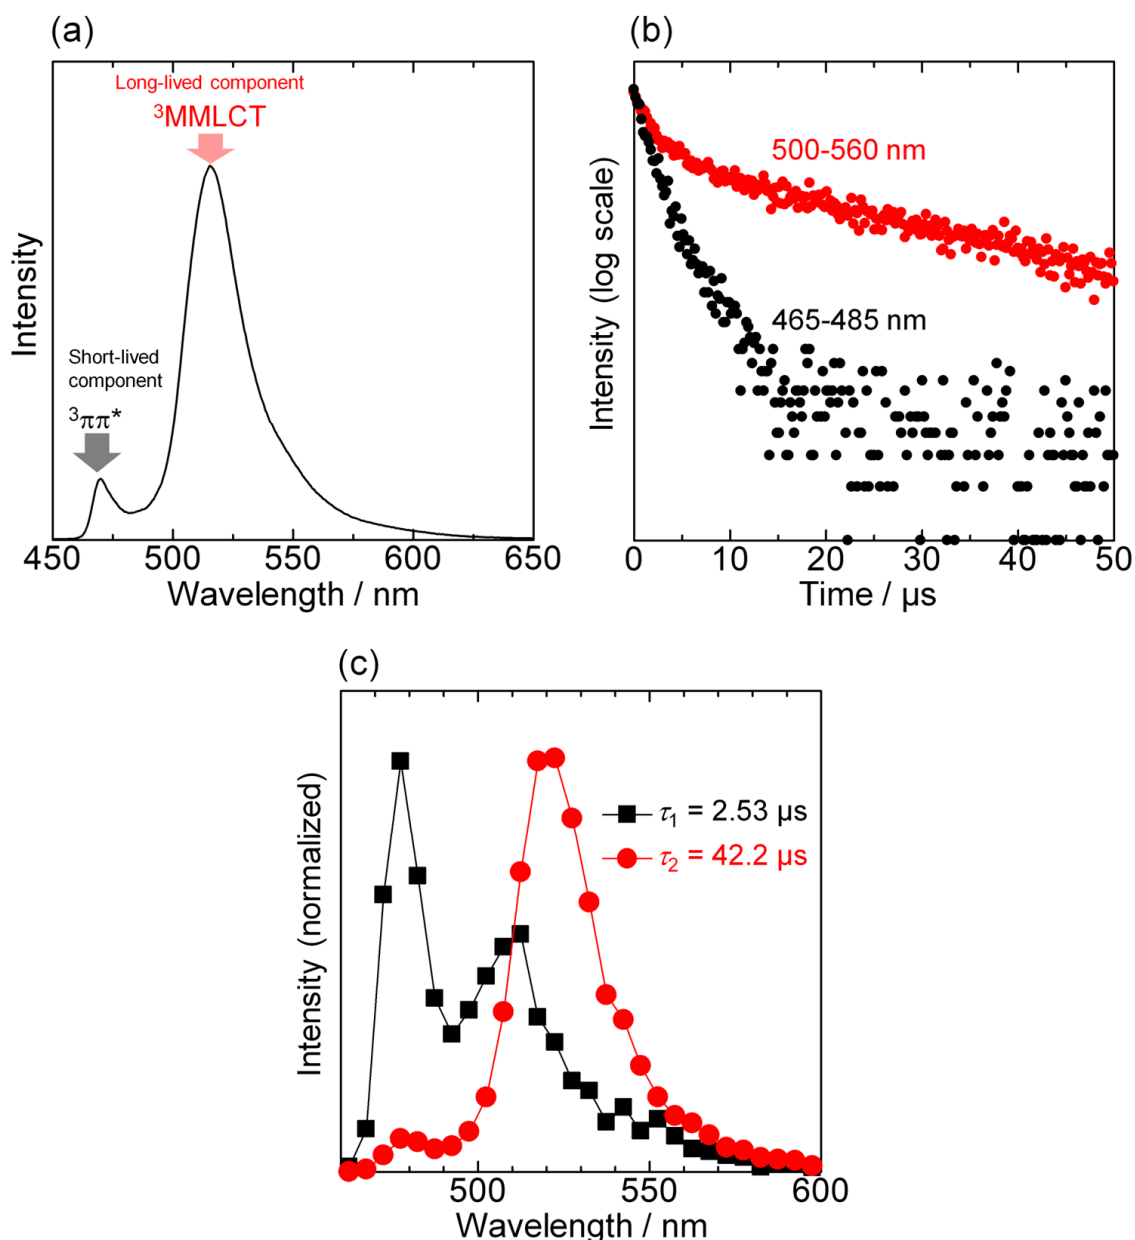 (a)
Long-lived component
³MMLCT
Short-lived
component
³ππ*
Intensity
450 500 550 600 650
Wavelength / nm
(b)
500-560 nm
465-485 nm
Intensity (log scale)
0 10 20 30 40 50
Time / µs
(c)
τ₁ = 2.53 µs
τ₂ = 42.2 µs
Intensity (normalized)
500 550 600
Wavelength / nm